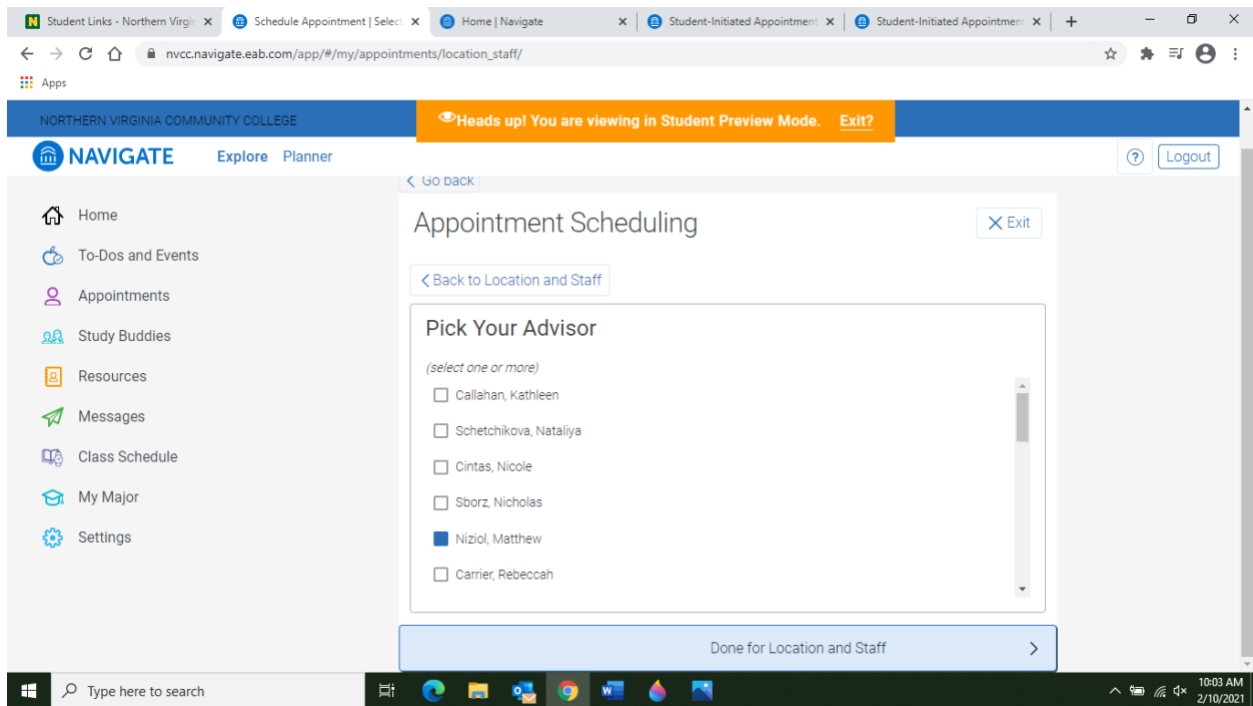 Student Links - Northern Virgin
Schedule Appointment | Select
Home | Navigate
Student-Initiated Appointment
Student-Initiated Appointment
nvcc.navigate.eab.com/app/#/my/appointments/location_staff/
Apps
NORTHERN VIRGINIA COMMUNITY COLLEGE
Heads up! You are viewing in Student Preview Mode. Exit?
NAVIGATE Explore Planner
? Logout
Go back
Home
To-Dos and Events
Appointments
Study Buddies
Resources
Messages
Class Schedule
My Major
Settings
Appointment Scheduling
Exit
Back to Location and Staff
Pick Your Advisor
(select one or more)
Callahan, Kathleen
Schetchikova, Nataliya
Cintas, Nicole
Sborz, Nicholas
Niziol, Matthew
Carrier, Rebeccah
Done for Location and Staff
Type here to search
10:03 AM
2/10/2021